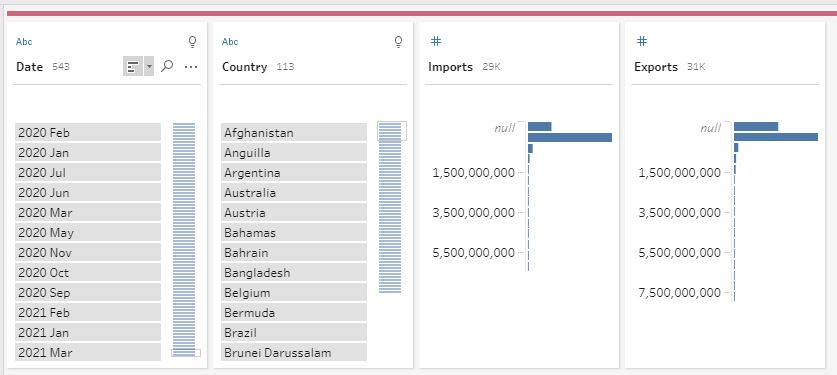 Abc
Date 543
2020 Feb
2020 Jan
2020 Jul
2020 Jun
2020 Mar
2020 May
2020 Nov
2020 Oct
2020 Sep
2021 Feb
2021 Jan
2021 Mar
Abc
Country 113
Afghanistan
Anguilla
Argentina
Australia
Austria
Bahamas
Bahrain
Bangladesh
Belgium
Bermuda
Brazil
Brunei Darussalam
#
Imports 29K
null
1,500,000,000
3,500,000,000
5,500,000,000
#
Exports 31K
null
1,500,000,000
3,500,000,000
5,500,000,000
7,500,000,000